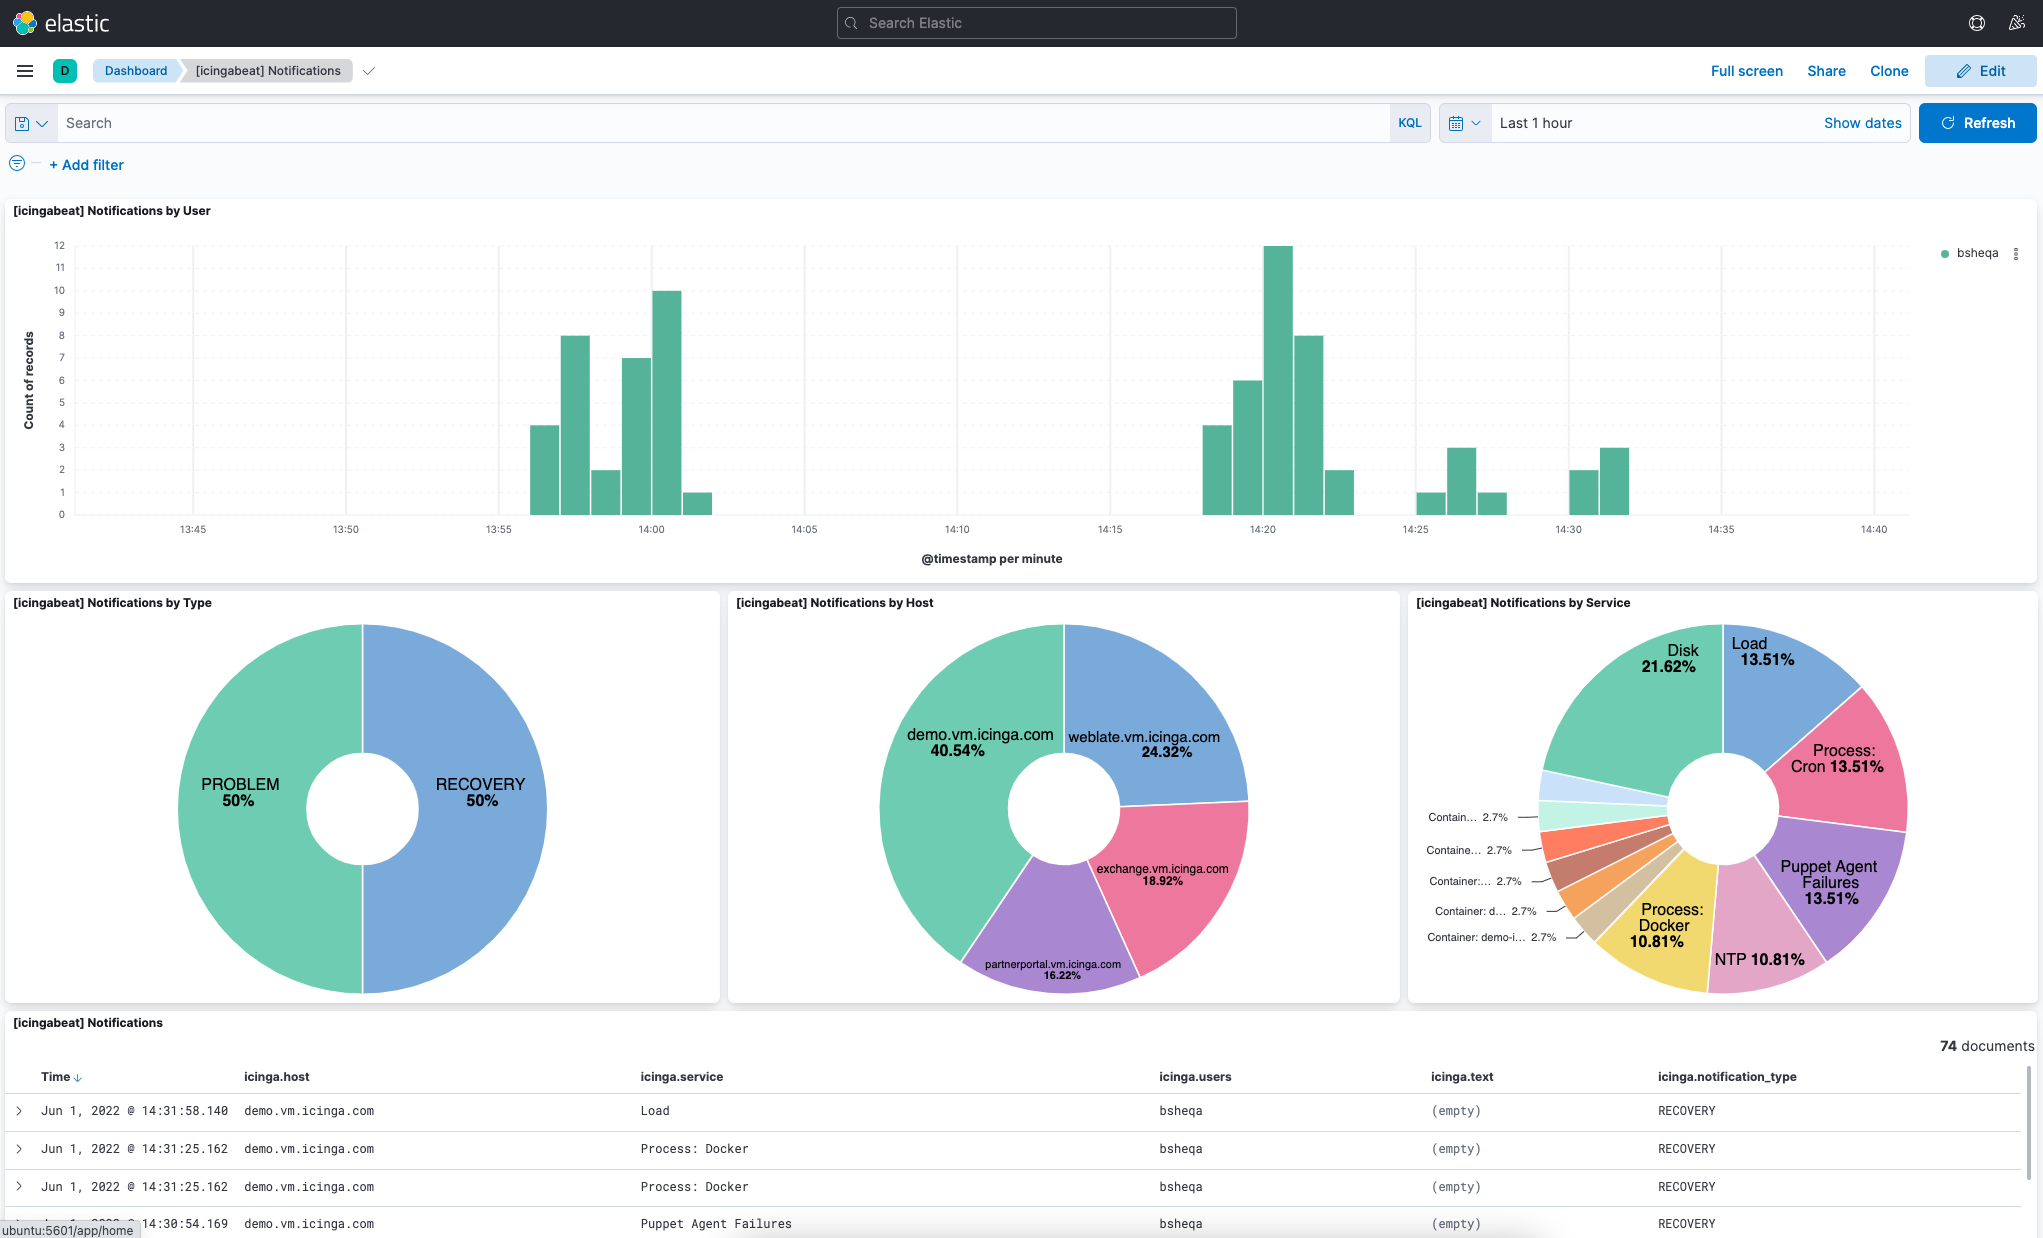 elastic
Search Elastic
D
Dashboard
[icingabeat] Notifications
Full screen
Share
Clone
Edit
Search
KQL
Last 1 hour
Show dates
Refresh
+ Add filter
[icingabeat] Notifications by User
12
11
10
9
8
7
6
5
4
3
2
1
0
Count of records
13:45
13:50
13:55
14:00
14:05
14:10
14:15
14:20
14:25
14:30
14:35
14:40
@timestamp per minute
bsheqa
[icingabeat] Notifications by Type
PROBLEM
50%
RECOVERY
50%
[icingabeat] Notifications by Host
demo.vm.icinga.com
40.54%
weblate.vm.icinga.com
24.32%
exchange.vm.icinga.com
18.92%
partnerportal.vm.icinga.com
16.22%
[icingabeat] Notifications by Service
Disk
21.62%
Load
13.51%
Process:
Cron 13.51%
Puppet Agent
Failures
13.51%
NTP 10.81%
Process:
Docker
10.81%
Contain... 2.7%
Containe... 2.7%
Container:... 2.7%
Container: d... 2.7%
Container: demo-i... 2.7%
[icingabeat] Notifications
74 documents
Time icinga.host icinga.service icinga.users icinga.text icinga.notification_type
Jun 1, 2022 @ 14:31:58.140 demo.vm.icinga.com Load bsheqa (empty) RECOVERY
Jun 1, 2022 @ 14:31:25.162 demo.vm.icinga.com Process: Docker bsheqa (empty) RECOVERY
Jun 1, 2022 @ 14:31:25.162 demo.vm.icinga.com Process: Docker bsheqa (empty) RECOVERY
14:30:54.169 demo.vm.icinga.com Puppet Agent Failures bsheqa (empty) RECOVERY
ubuntu:5601/app/home